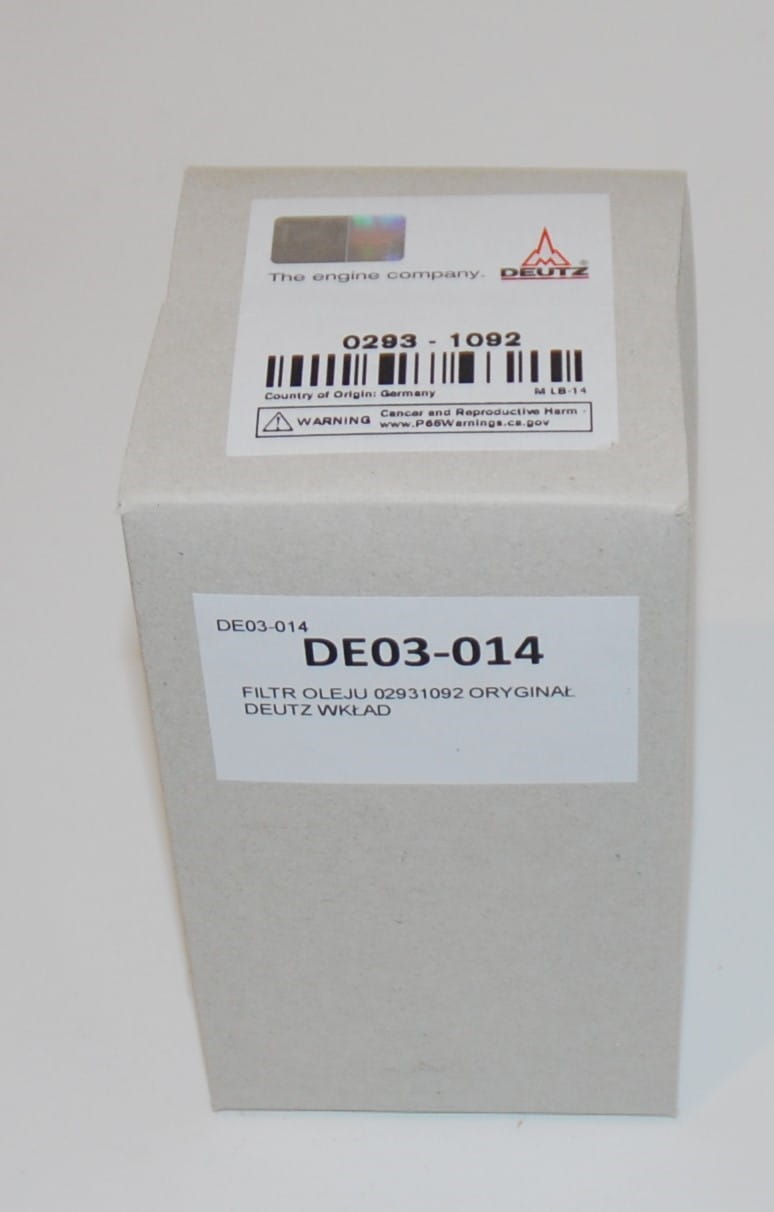 The engine company.
DEUTZ®
0293 - 1092
Country of Origin: Germany
M LB-14
WARNING
Cancer and Reproductive Harm -
www.P65Warnings.ca.gov
DE03-014
DE03-014
FILTR OLEJU 02931092 ORYGINAŁ
DEUTZ WKŁAD